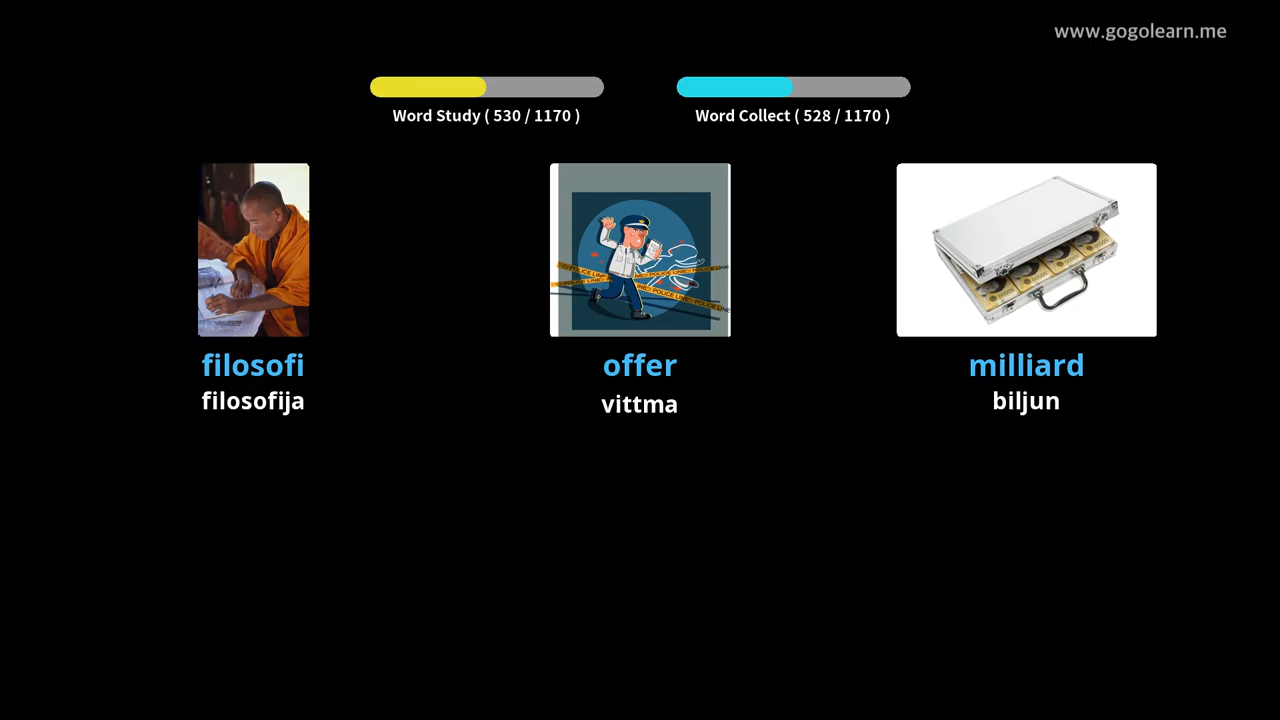 www.gogolearn.me
Word Study ( 530 / 1170 )
Word Collect ( 528 / 1170 )
filosofi
filosofija
offer
vittma
milliard
biljun